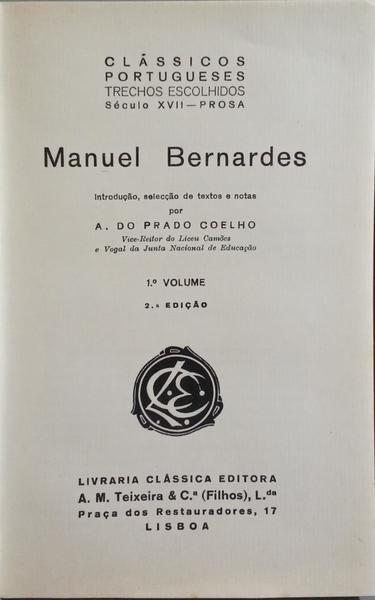 CLÁSSICOS
PORTUGUESES
TRECHOS ESCOLHIDOS
Século XVII — PROSA
Manuel Bernardes
Introdução, selecção de textos e notas
por
A. DO PRADO COELHO
Vice-Reitor do Liceu Camões
e Vogal da Junta Nacional de Educação
1.º VOLUME
2.ª EDIÇÃO
LIVRARIA CLÁSSICA EDITORA
A. M. Teixeira & C.ª (Filhos), L.da
Praça dos Restauradores, 17
LISBOA